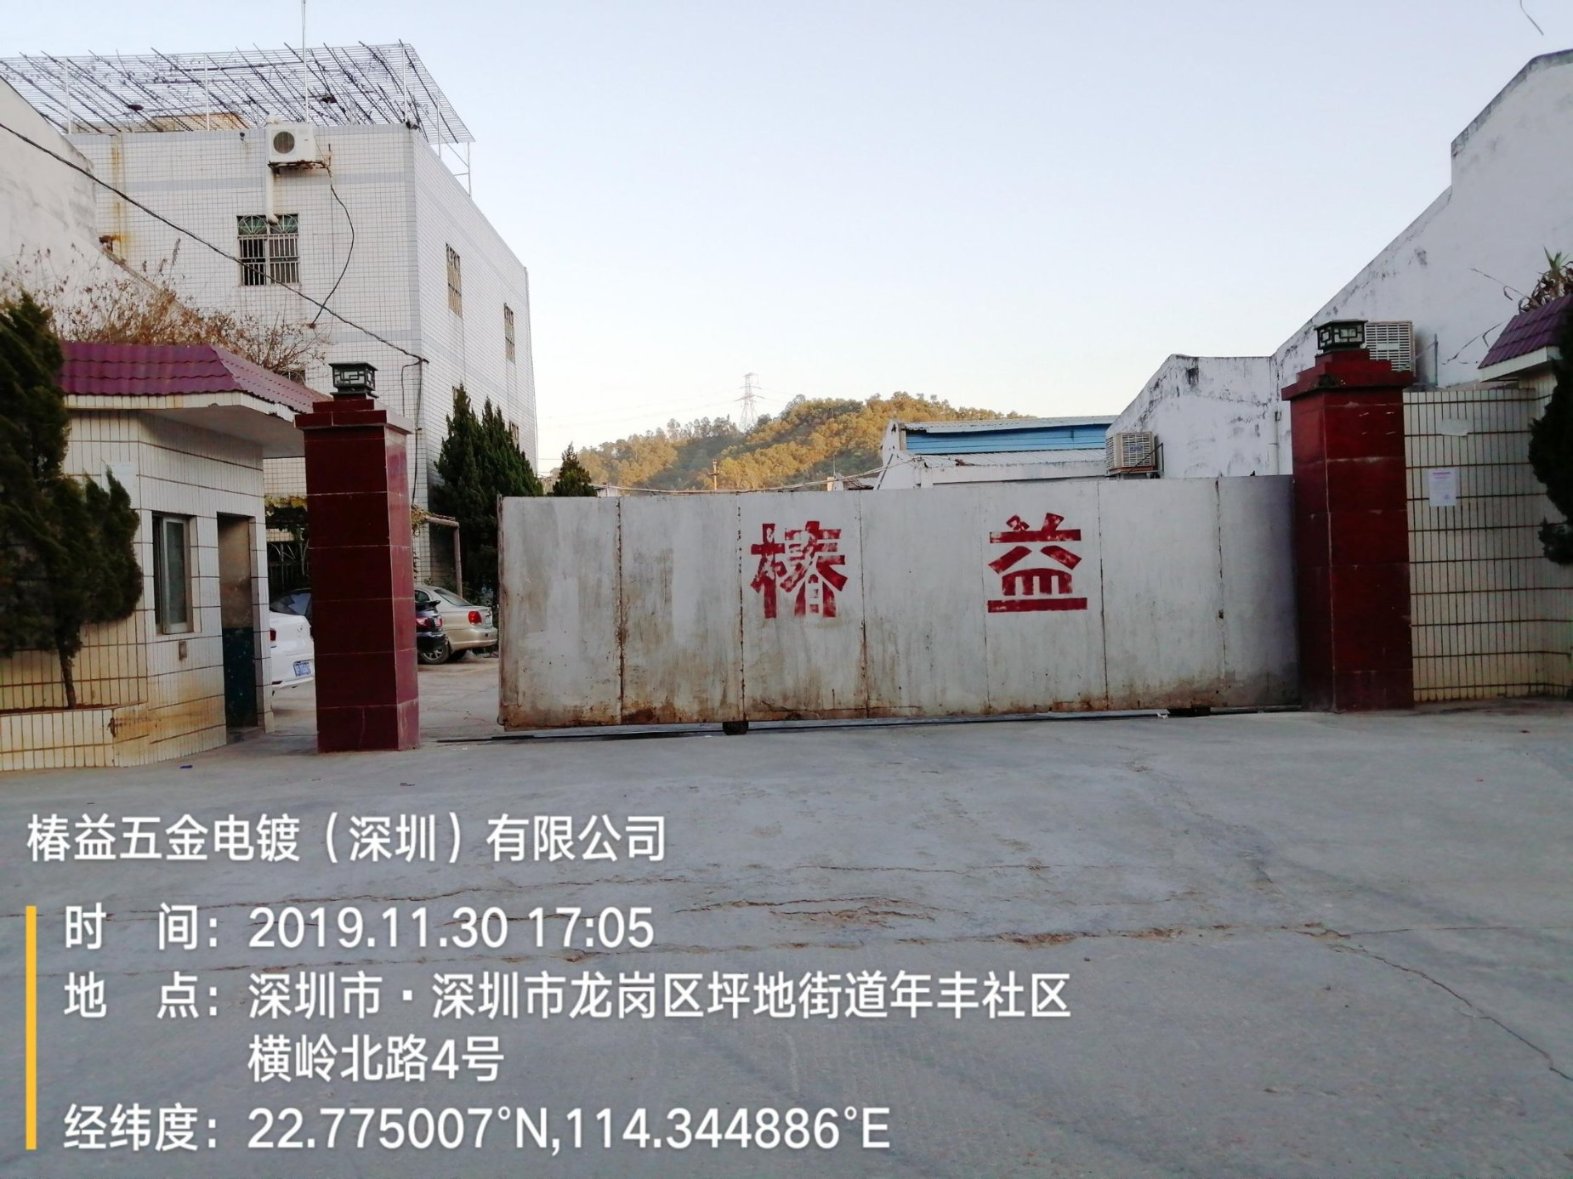 椿 益
椿益五金电镀（深圳）有限公司
时 间：2019.11.30 17:05
地 点：深圳市·深圳市龙岗区坪地街道年丰社区
横岭北路4号
经纬度：22.775007°N,114.344886°E